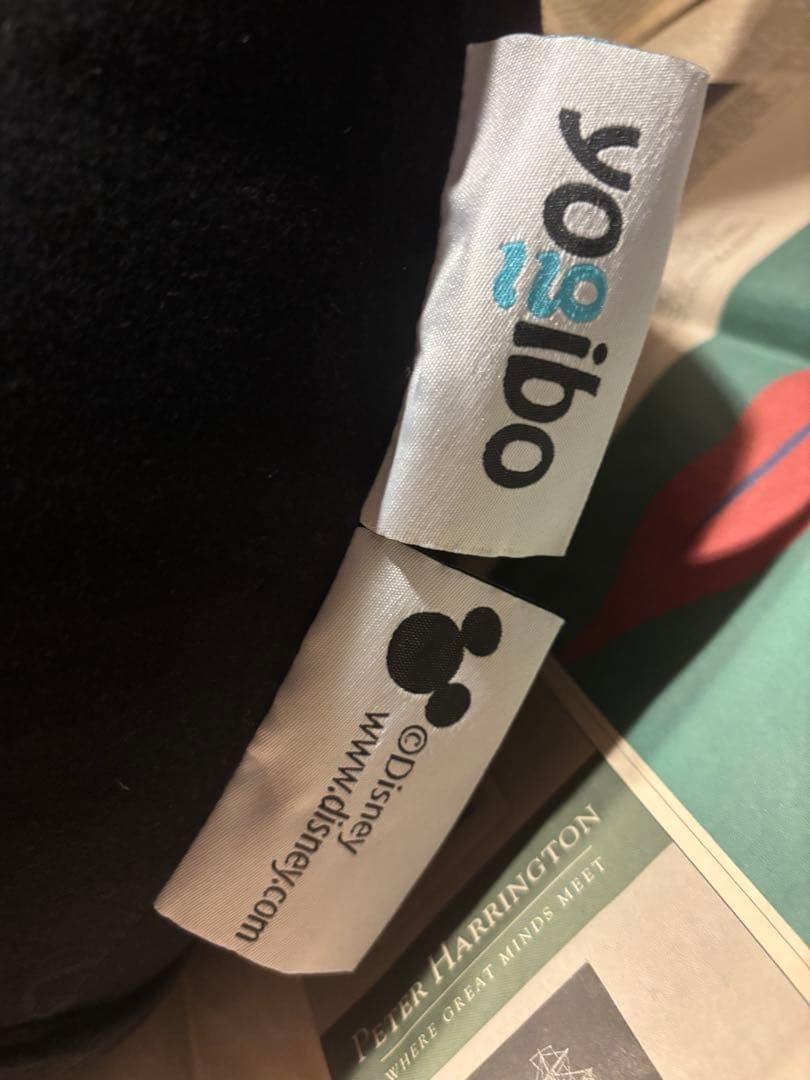 yogibo
©Disney
www.disney.com
PETER HARRINGTON
WHERE GREAT MINDS MEET